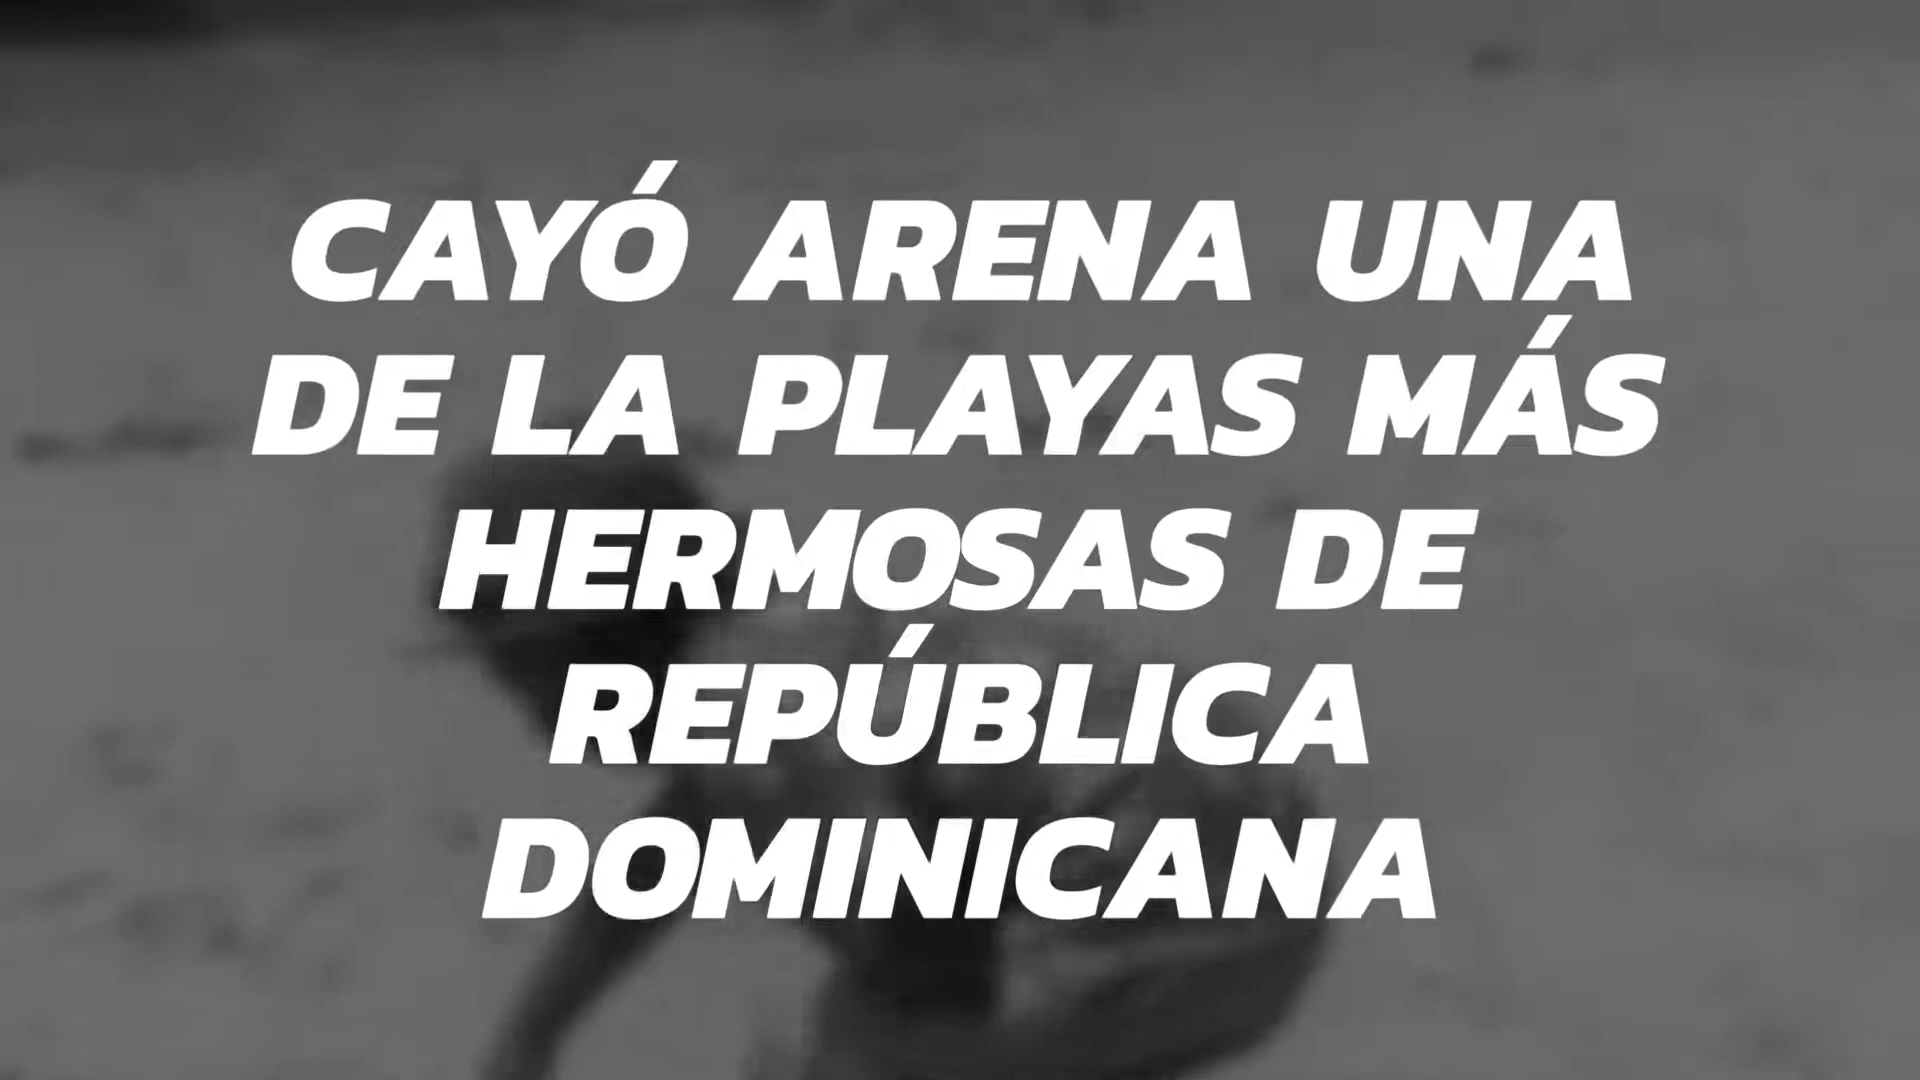 CAYÓ ARENA UNA
DE LA PLAYAS MÁS
HERMOSAS DE
REPÚBLICA
DOMINICANA